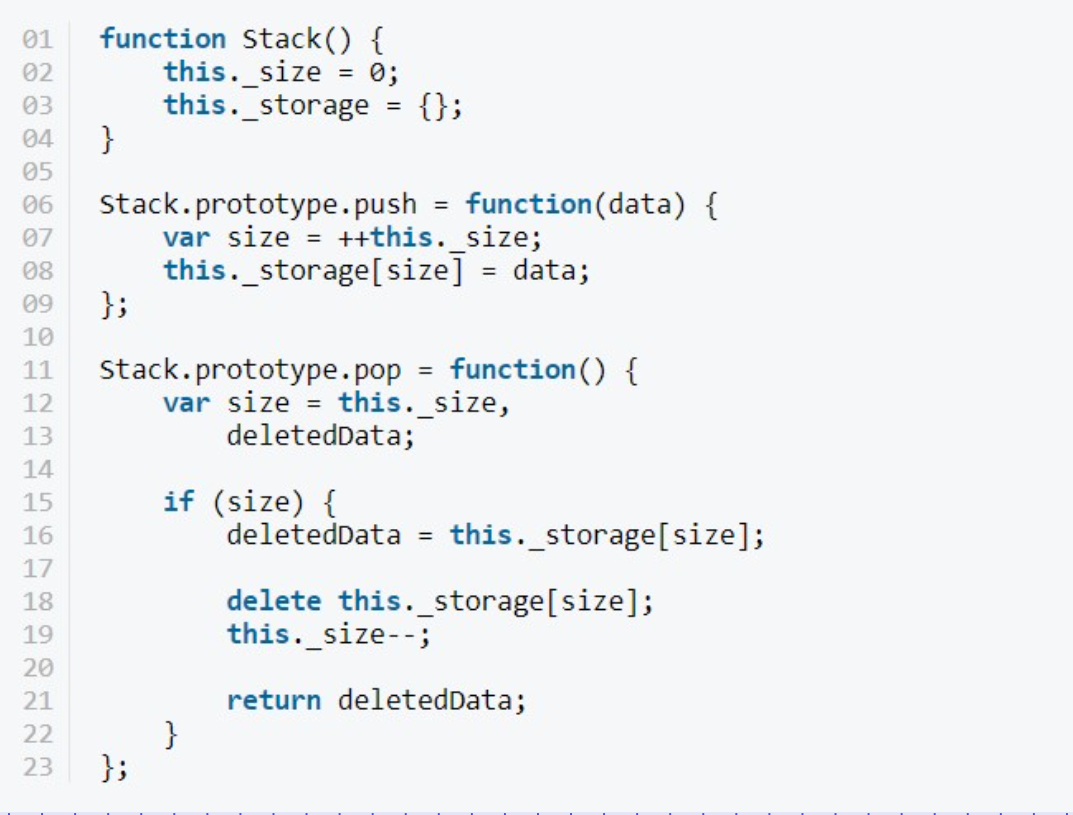 01 function Stack() {
02     this._size = 0;
03     this._storage = {};
04 }
05
06 Stack.prototype.push = function(data) {
07     var size = ++this._size;
08     this._storage[size] = data;
09 };
10
11 Stack.prototype.pop = function() {
12     var size = this._size,
13         deletedData;
14
15     if (size) {
16         deletedData = this._storage[size];
17
18         delete this._storage[size];
19         this._size--;
20
21         return deletedData;
22     }
23 };